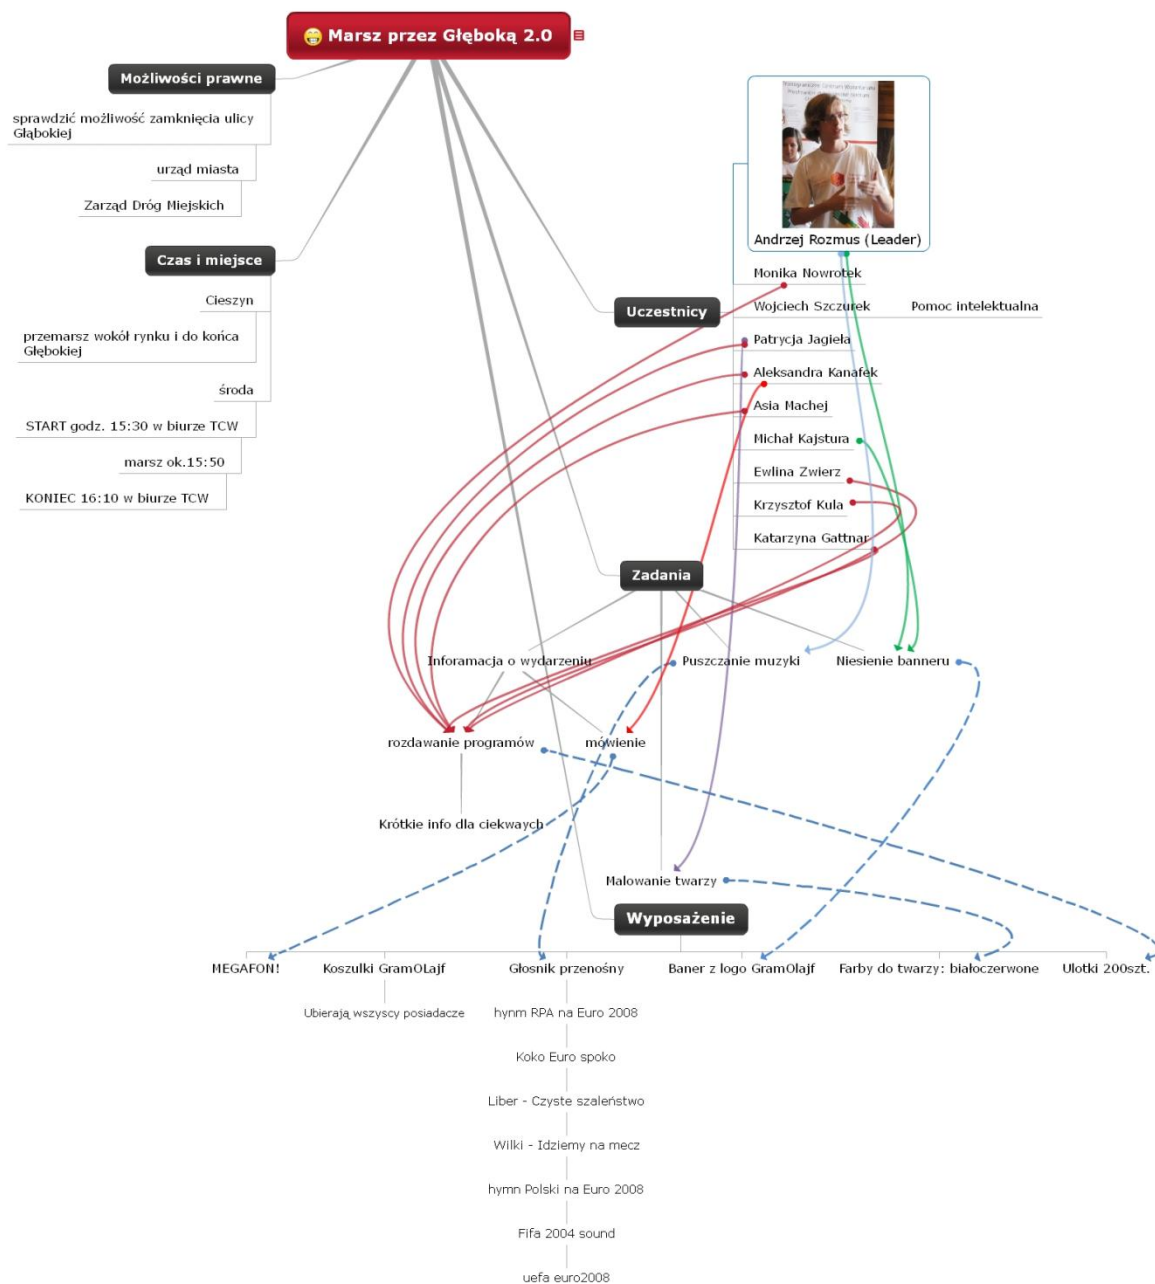 Marsz przez Głęboką 2.0
Możliwości prawne
sprawdzić możliwość zamknięcia ulicy
Głąbokiej
urząd miasta
Zarząd Dróg Miejskich
Czas i miejsce
Cieszyn
przemarsz wokół rynku i do końca
Głębokiej
środa
START godz. 15:30 w biurze TCW
marsz ok.15:50
KONIEC 16:10 w biurze TCW
Uczestnicy
Andrzej Rozmus (Leader)
Monika Nowrotek
Wojciech Szczurek
Pomoc intelektualna
Patrycja Jagieła
Aleksandra Kanafek
Asia Machej
Michał Kajstura
Ewlina Zwierz
Krzysztof Kula
Katarzyna Gattnar
Zadania
Inforamacja o wydarzeniu
Puszczanie muzyki
Niesienie banneru
rozdawanie programów
mówienie
Krótkie info dla ciekwaych
Malowanie twarzy
Wyposażenie
MEGAFON!
Koszulki GramOLajf
Głosnik przenośny
Baner z logo GramOlajf
Farby do twarzy: białoczerwone
Ulotki 200szt.
Ubierają wszyscy posiadacze
hynm RPA na Euro 2008
Koko Euro spoko
Liber - Czyste szaleństwo
Wilki - Idziemy na mecz
hymn Polski na Euro 2008
Fifa 2004 sound
uefa euro2008